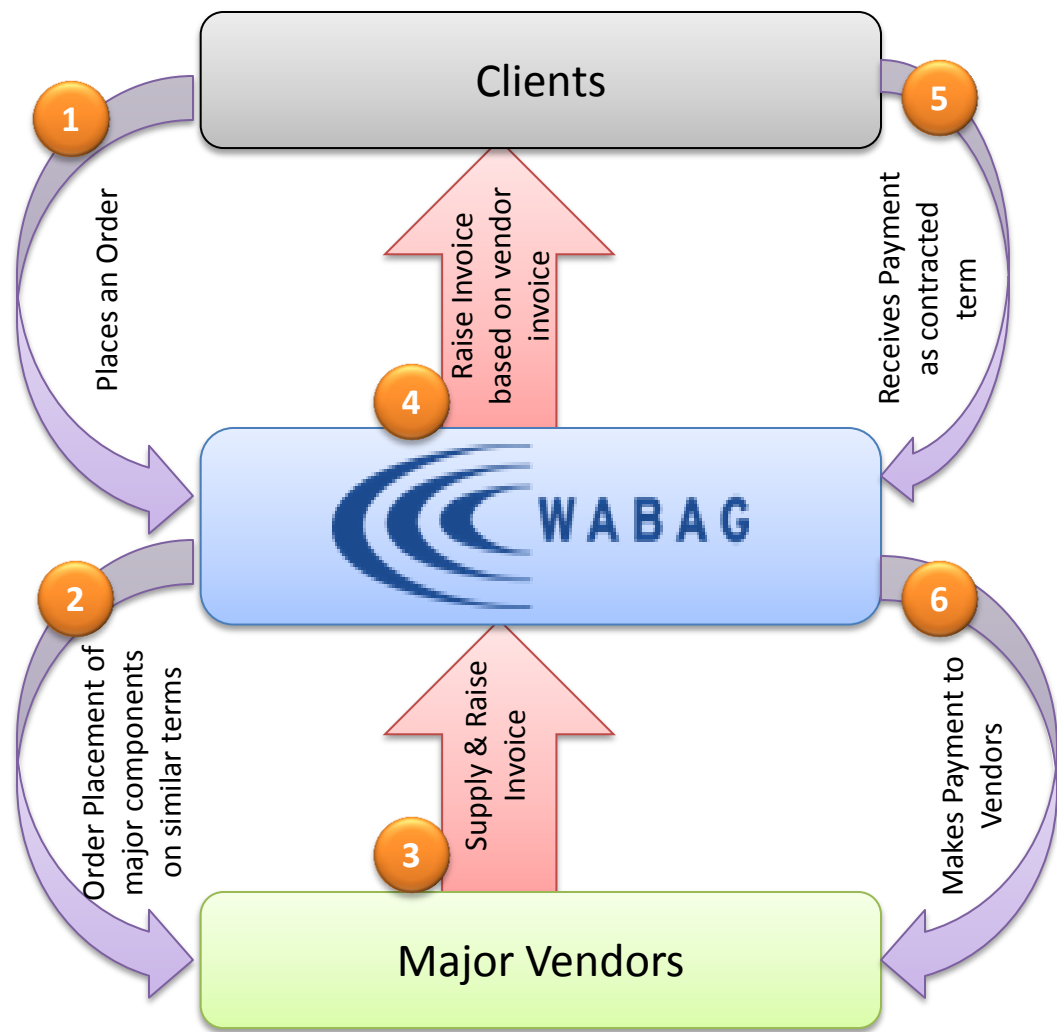 Clients
1
Places an Order
5
Receives Payment
as contracted
term
Raise Invoice
based on vendor
invoice
4
WABAG
2
Order Placement of
major components
on similar terms
6
Makes Payment to
Vendors
Supply & Raise
Invoice
3
Major Vendors